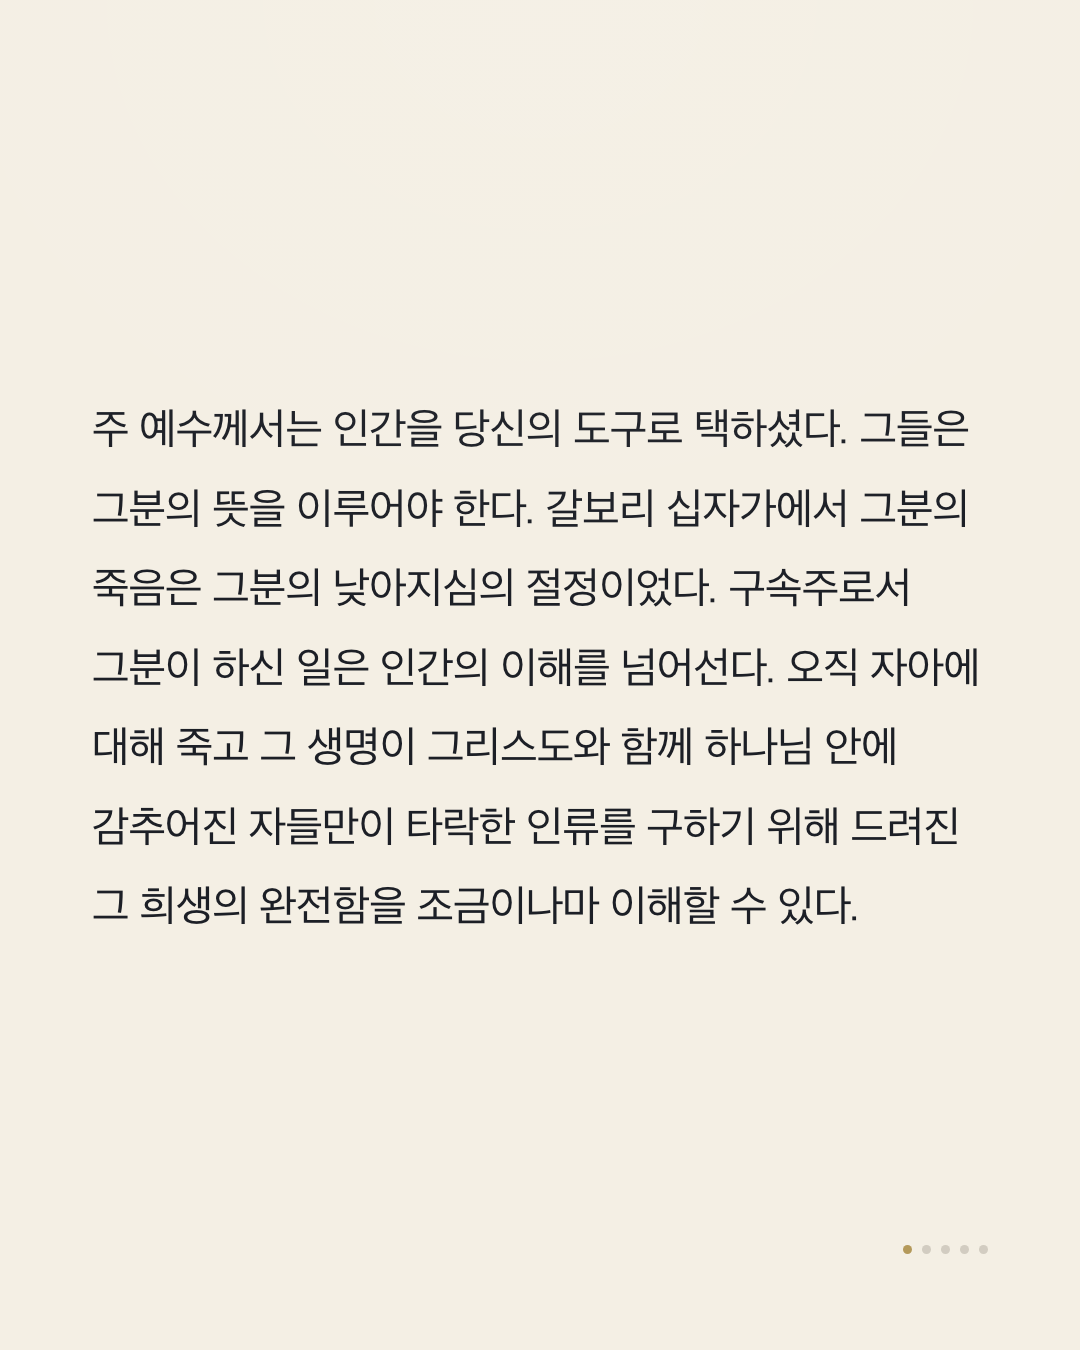 주 예수께서는 인간을 당신의 도구로 택하셨다. 그들은
그분의 뜻을 이루어야 한다. 갈보리 십자가에서 그분의
죽음은 그분의 낮아지심의 절정이었다. 구속주로서
그분이 하신 일은 인간의 이해를 넘어선다. 오직 자아에
대해 죽고 그 생명이 그리스도와 함께 하나님 안에
감추어진 자들만이 타락한 인류를 구하기 위해 드려진
그 희생의 완전함을 조금이나마 이해할 수 있다.